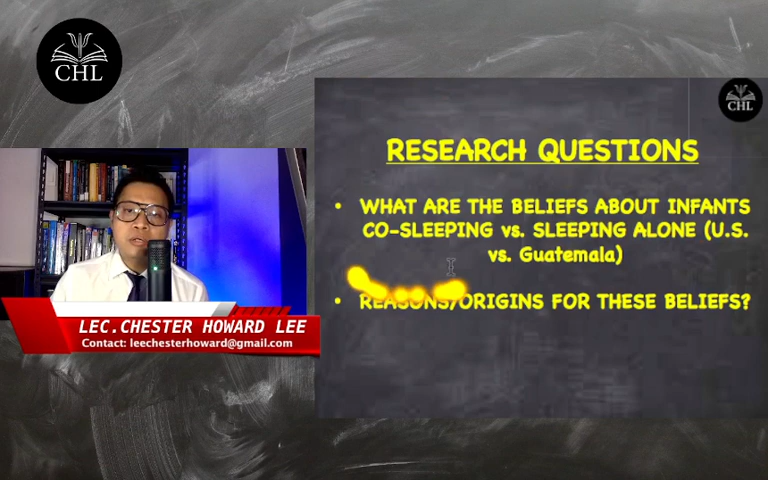 CHL
CHL
RESEARCH QUESTIONS
• WHAT ARE THE BELIEFS ABOUT INFANTS
CO-SLEEPING vs. SLEEPING ALONE (U.S.
vs. Guatemala)
• REASONS/ORIGINS FOR THESE BELIEFS?
LEC.CHESTER HOWARD LEE
Contact: leechesterhoward@gmail.com